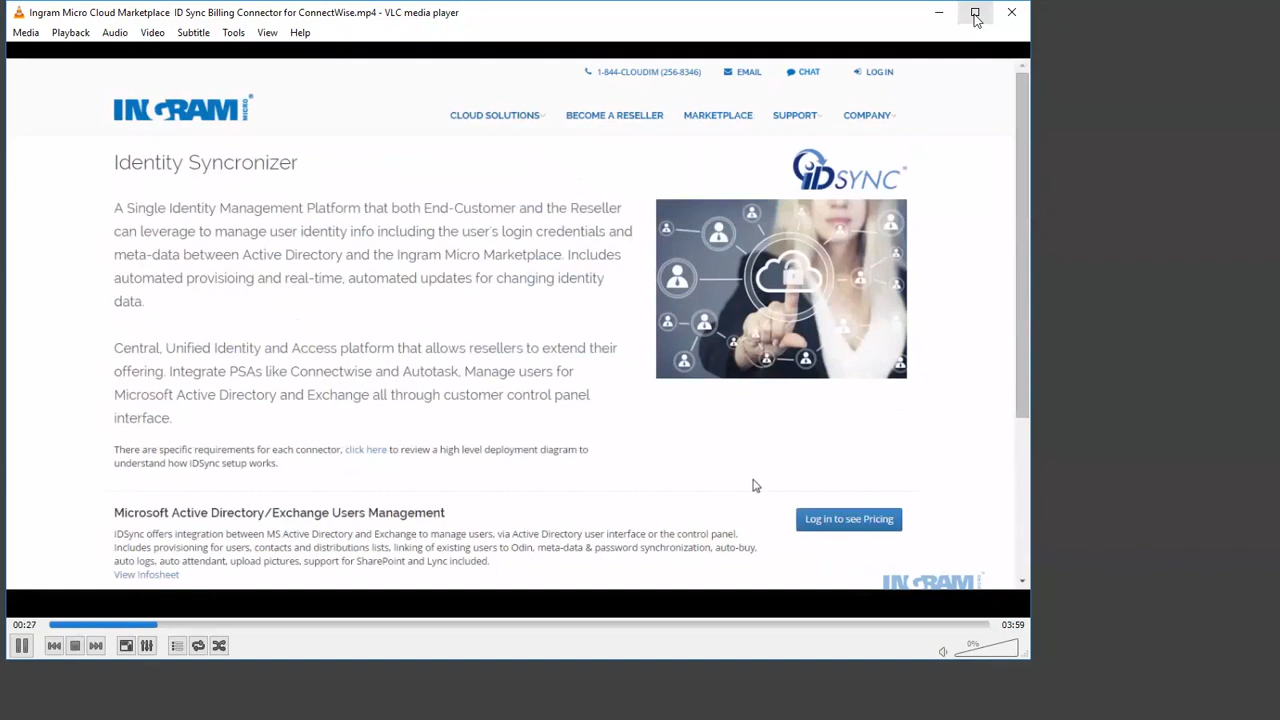 Ingram Micro Cloud Marketplace  ID Sync Billing Connector for ConnectWise.mp4 - VLC media player
Media Playback Audio Video Subtitle Tools View Help
1-844-CLOUDIM (256-8346) EMAIL CHAT LOG IN
INGRAM MICRO ®
CLOUD SOLUTIONS BECOME A RESELLER MARKETPLACE SUPPORT COMPANY
Identity Syncronizer
iDSYNC
A Single Identity Management Platform that both End-Customer and the Reseller
can leverage to manage user identity info including the user's login credentials and
meta-data between Active Directory and the Ingram Micro Marketplace. Includes
automated provisioing and real-time, automated updates for changing identity
data.
Central, Unified Identity and Access platform that allows resellers to extend their
offering. Integrate PSAs like Connectwise and Autotask, Manage users for
Microsoft Active Directory and Exchange all through customer control panel
interface.
There are specific requirements for each connector, click here to review a high level deployment diagram to
understand how IDSync setup works.
Microsoft Active Directory/Exchange Users Management
Log in to see Pricing
IDSync offers integration between MS Active Directory and Exchange to manage users, via Active Directory user interface or the control panel.
Includes provisioning for users, contacts and distributions lists, linking of existing users to Odin, meta-data & password synchronization, auto-buy,
auto logs, auto attendant, upload pictures, support for SharePoint and Lync included.
View Infosheet
INGRAM
00:27 03:59
0%